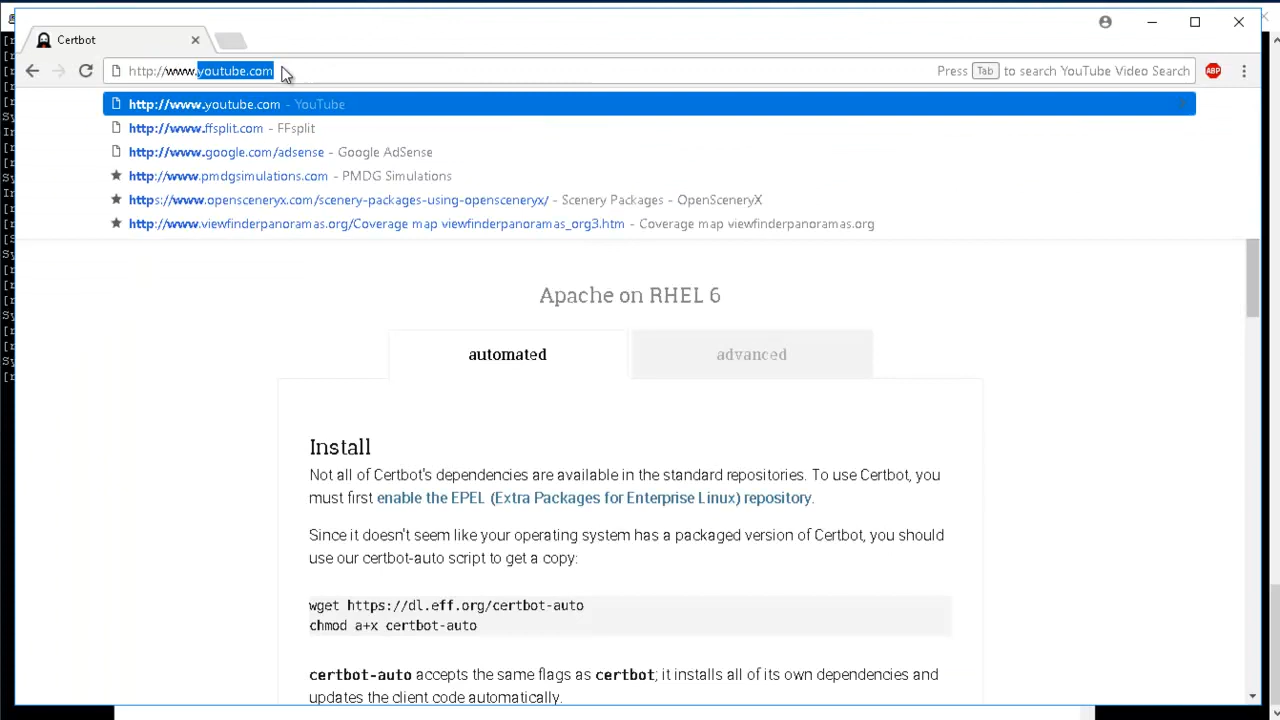 Certbot
http://www.youtube.com
Press Tab to search YouTube Video Search
ABP
http://www.youtube.com - YouTube
http://www.ffsplit.com - FFsplit
http://www.google.com/adsense - Google AdSense
http://www.pmdgsimulations.com - PMDG Simulations
https://www.opensceneryx.com/scenery-packages-using-opensceneryx/ - Scenery Packages - OpenSceneryX
http://www.viewfinderpanoramas.org/Coverage map viewfinderpanoramas_org3.htm - Coverage map viewfinderpanoramas.org
Apache on RHEL 6
automated
advanced
Install
Not all of Certbot's dependencies are available in the standard repositories. To use Certbot, you
must first enable the EPEL (Extra Packages for Enterprise Linux) repository.
Since it doesn't seem like your operating system has a packaged version of Certbot, you should
use our certbot-auto script to get a copy:
wget https://dl.eff.org/certbot-auto
chmod a+x certbot-auto
certbot-auto accepts the same flags as certbot; it installs all of its own dependencies and
updates the client code automatically.